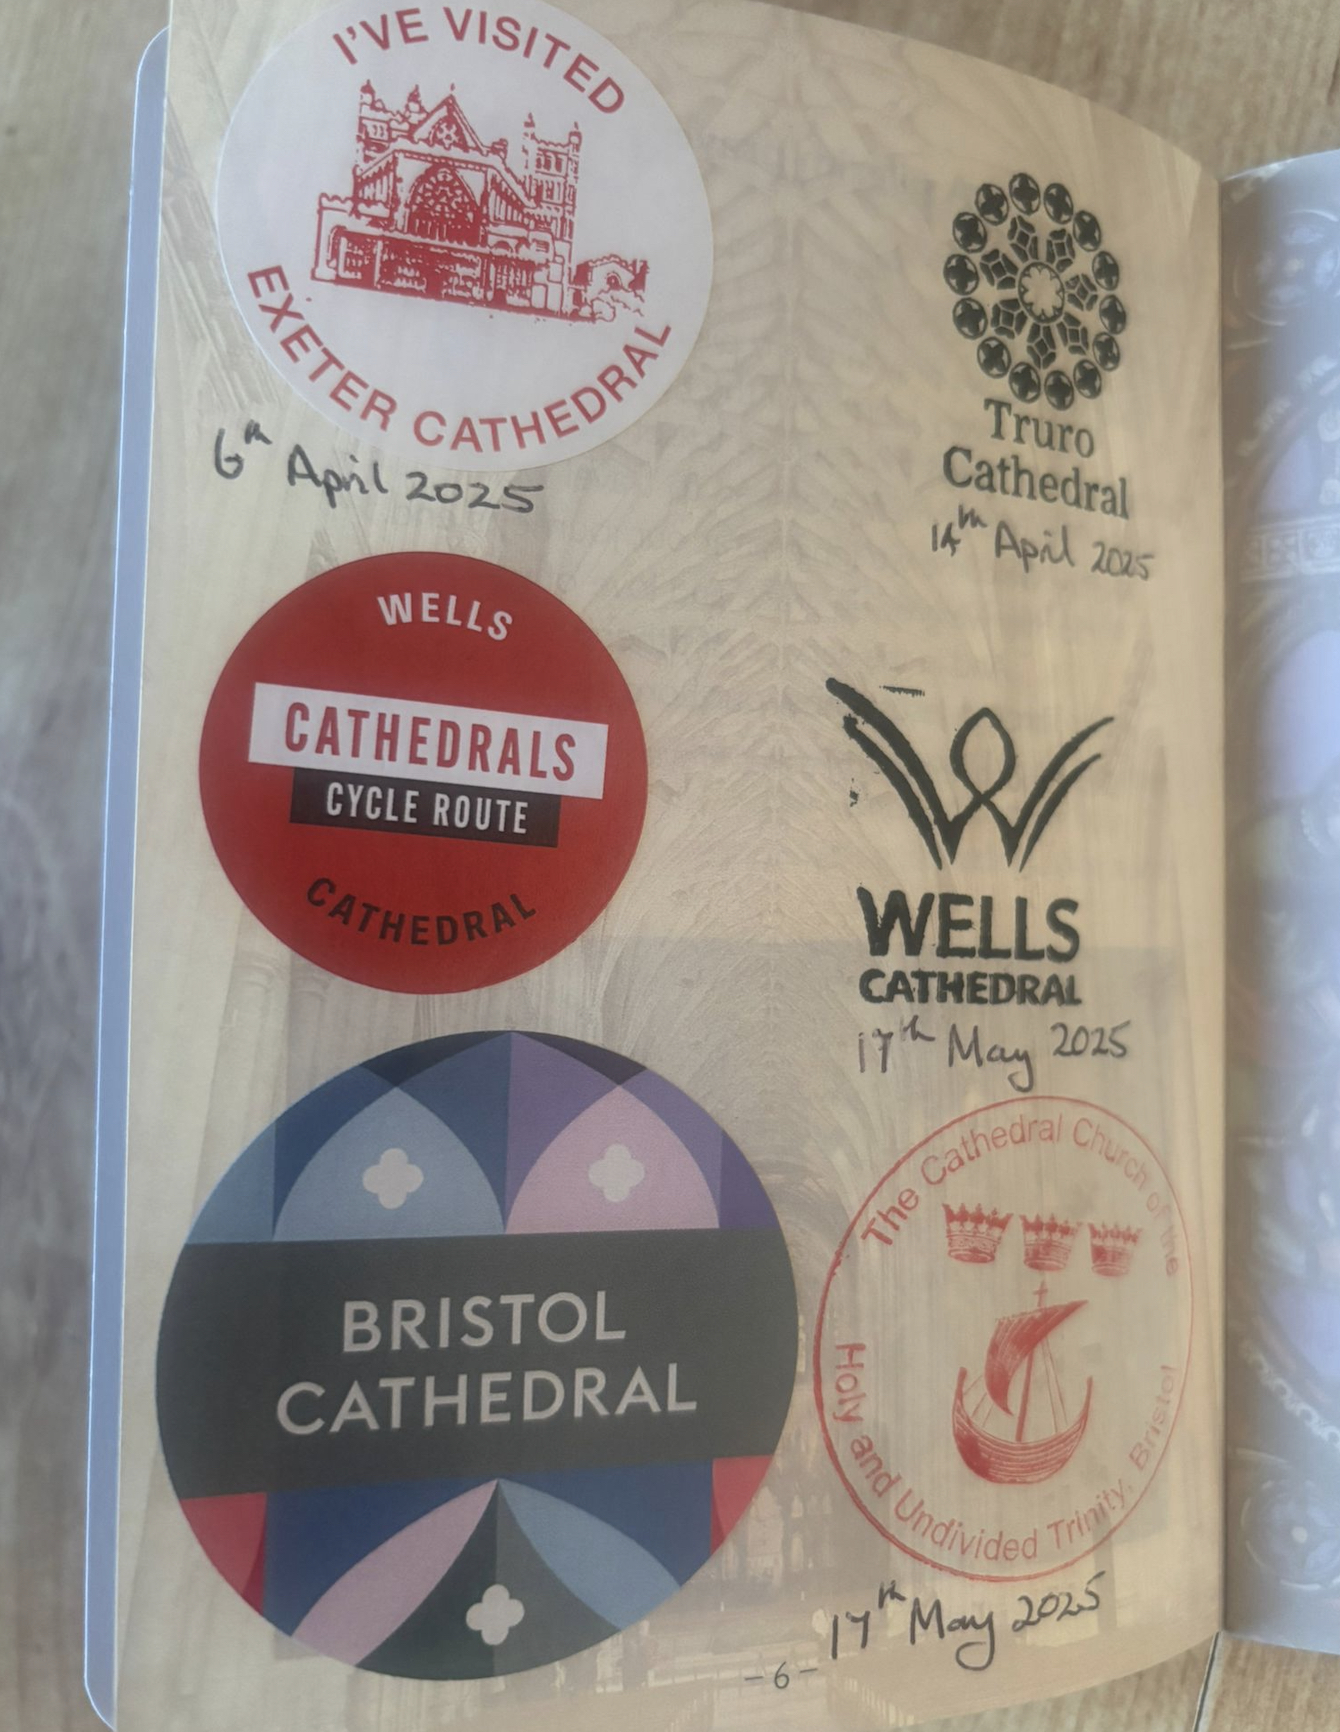 I'VE VISITED
EXETER CATHEDRAL
6th April 2025
Truro
Cathedral
14th April 2025
WELLS
CATHEDRALS
CYCLE ROUTE
CATHEDRAL
WELLS
CATHEDRAL
17th May 2025
BRISTOL
CATHEDRAL
The Cathedral Church of the
Holy and Undivided Trinity, Bristol
17th May 2025
- 6 -